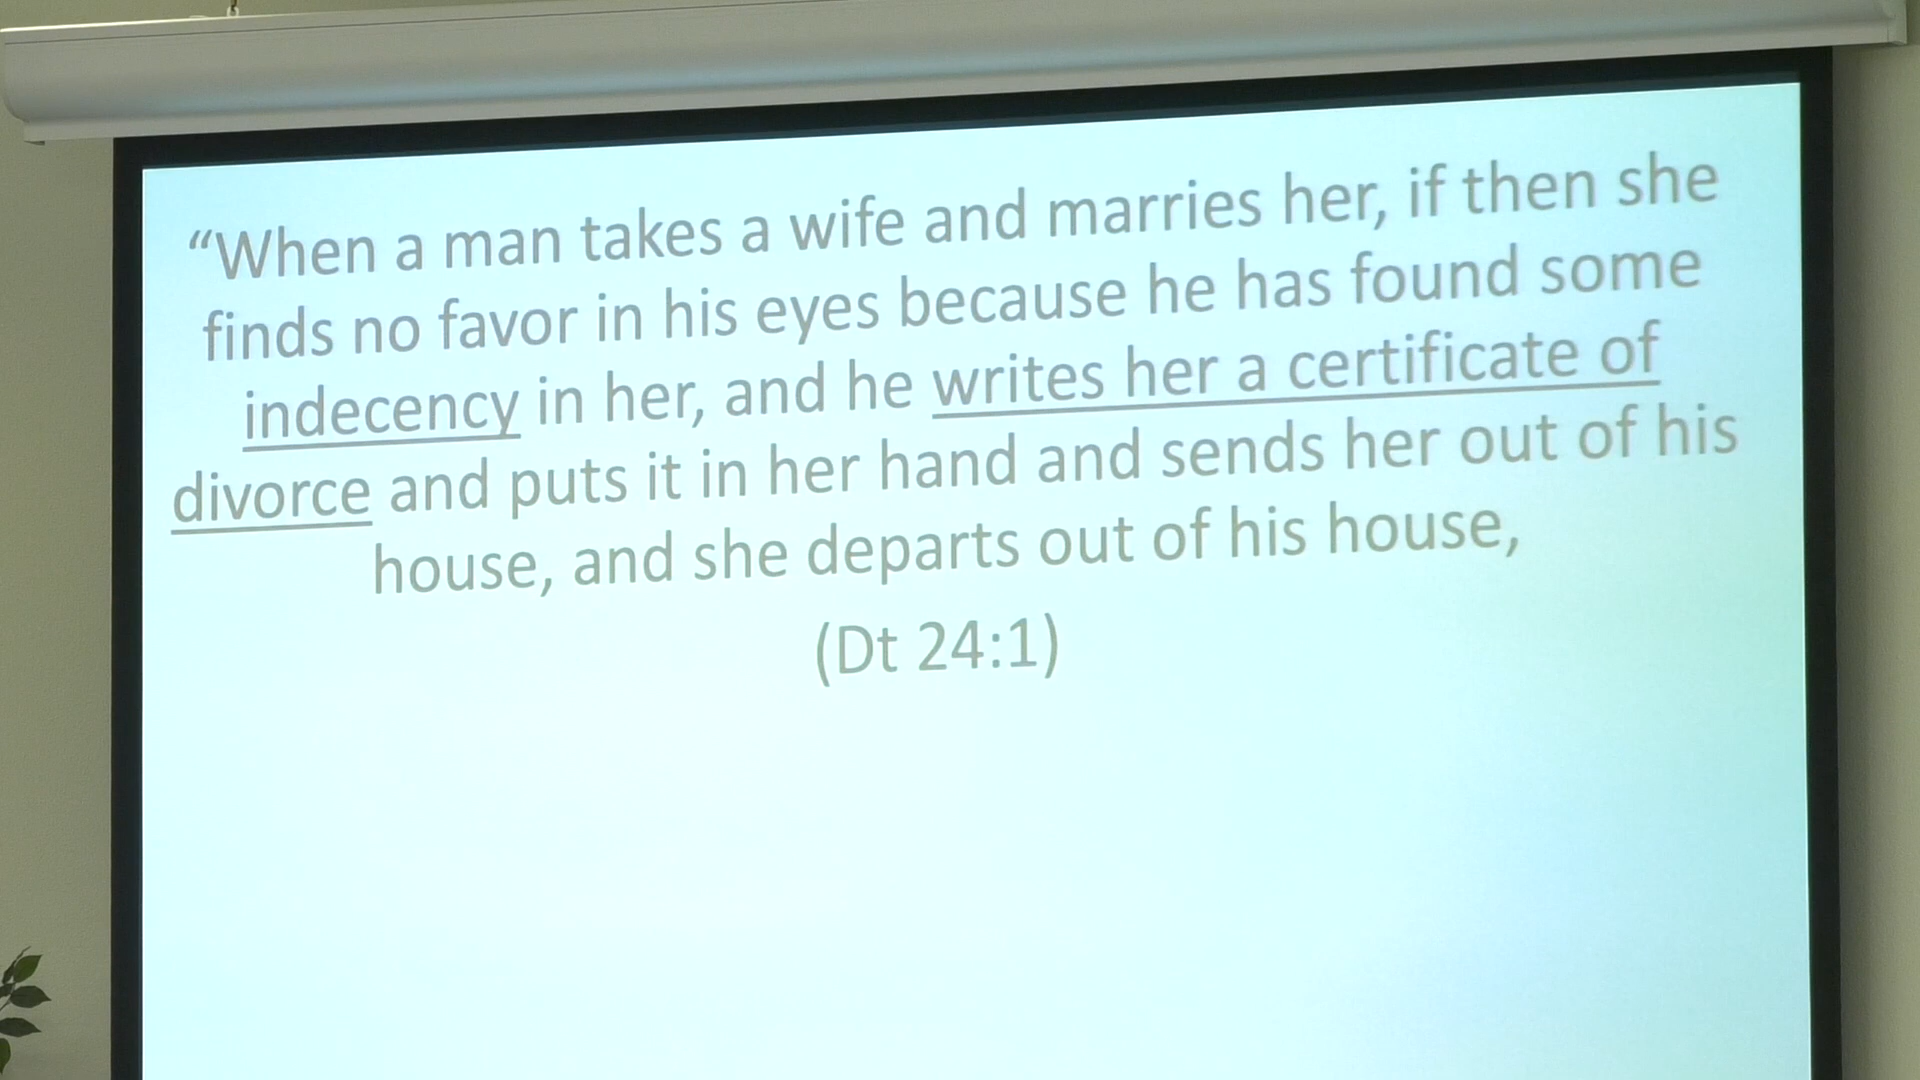 “When a man takes a wife and marries her, if then she
finds no favor in his eyes because he has found some
indecency in her, and he writes her a certificate of
divorce and puts it in her hand and sends her out of his
house, and she departs out of his house,
(Dt 24:1)